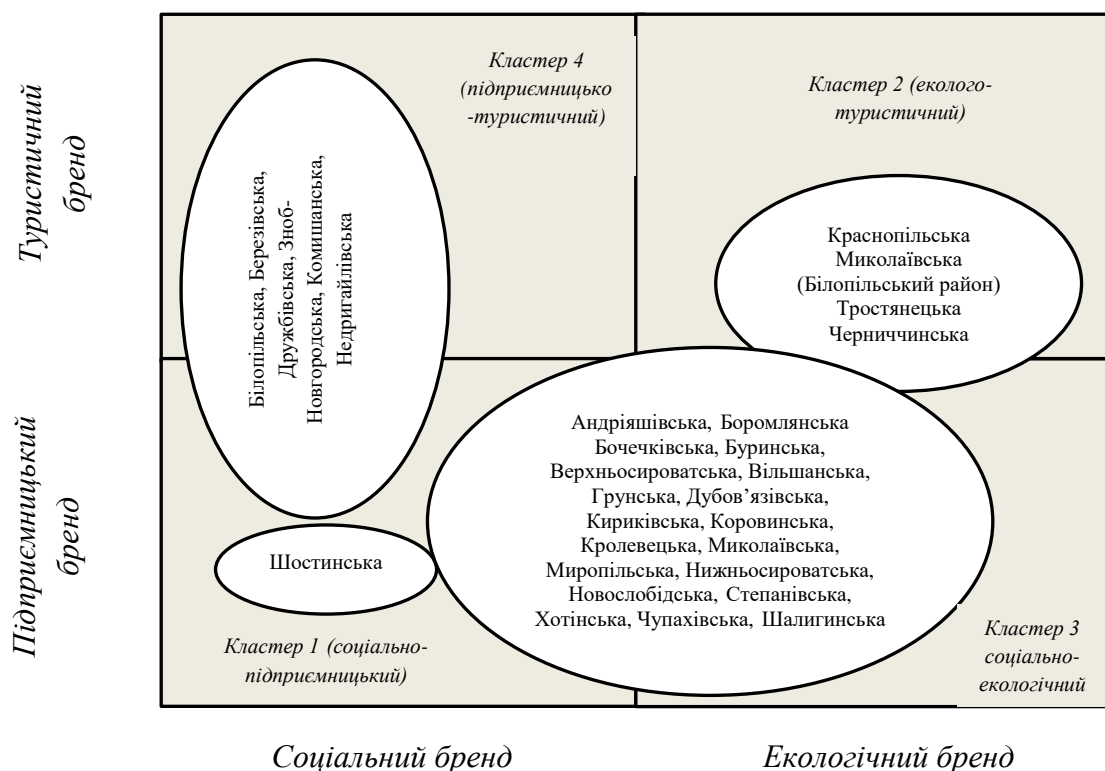 Туристичний
бренд
Підприємницький
бренд
Кластер 4
(підприємницько
-туристичний)
Кластер 2 (еколого-
туристичний)
Білопільська, Березівська,
Дружбівська, Зноб-
Новгородська, Комишанська,
Недригайлівська
Краснопільська
Миколаївська
(Білопільський район)
Тростянецька
Черниччинська
Андріяшівська, Боромлянська
Бочечківська, Буринська,
Верхньосироватська, Вільшанська,
Грунська, Дубов’язівська,
Кириківська, Коровинська,
Кролевецька, Миколаївська,
Миропільська, Нижньосироватська,
Новослобідська, Степанівська,
Хотінська, Чупахівська, Шалигинська
Шостинська
Кластер 1 (соціально-
підприємницький)
Кластер 3
соціально-
екологічний
Соціальний бренд
Екологічний бренд